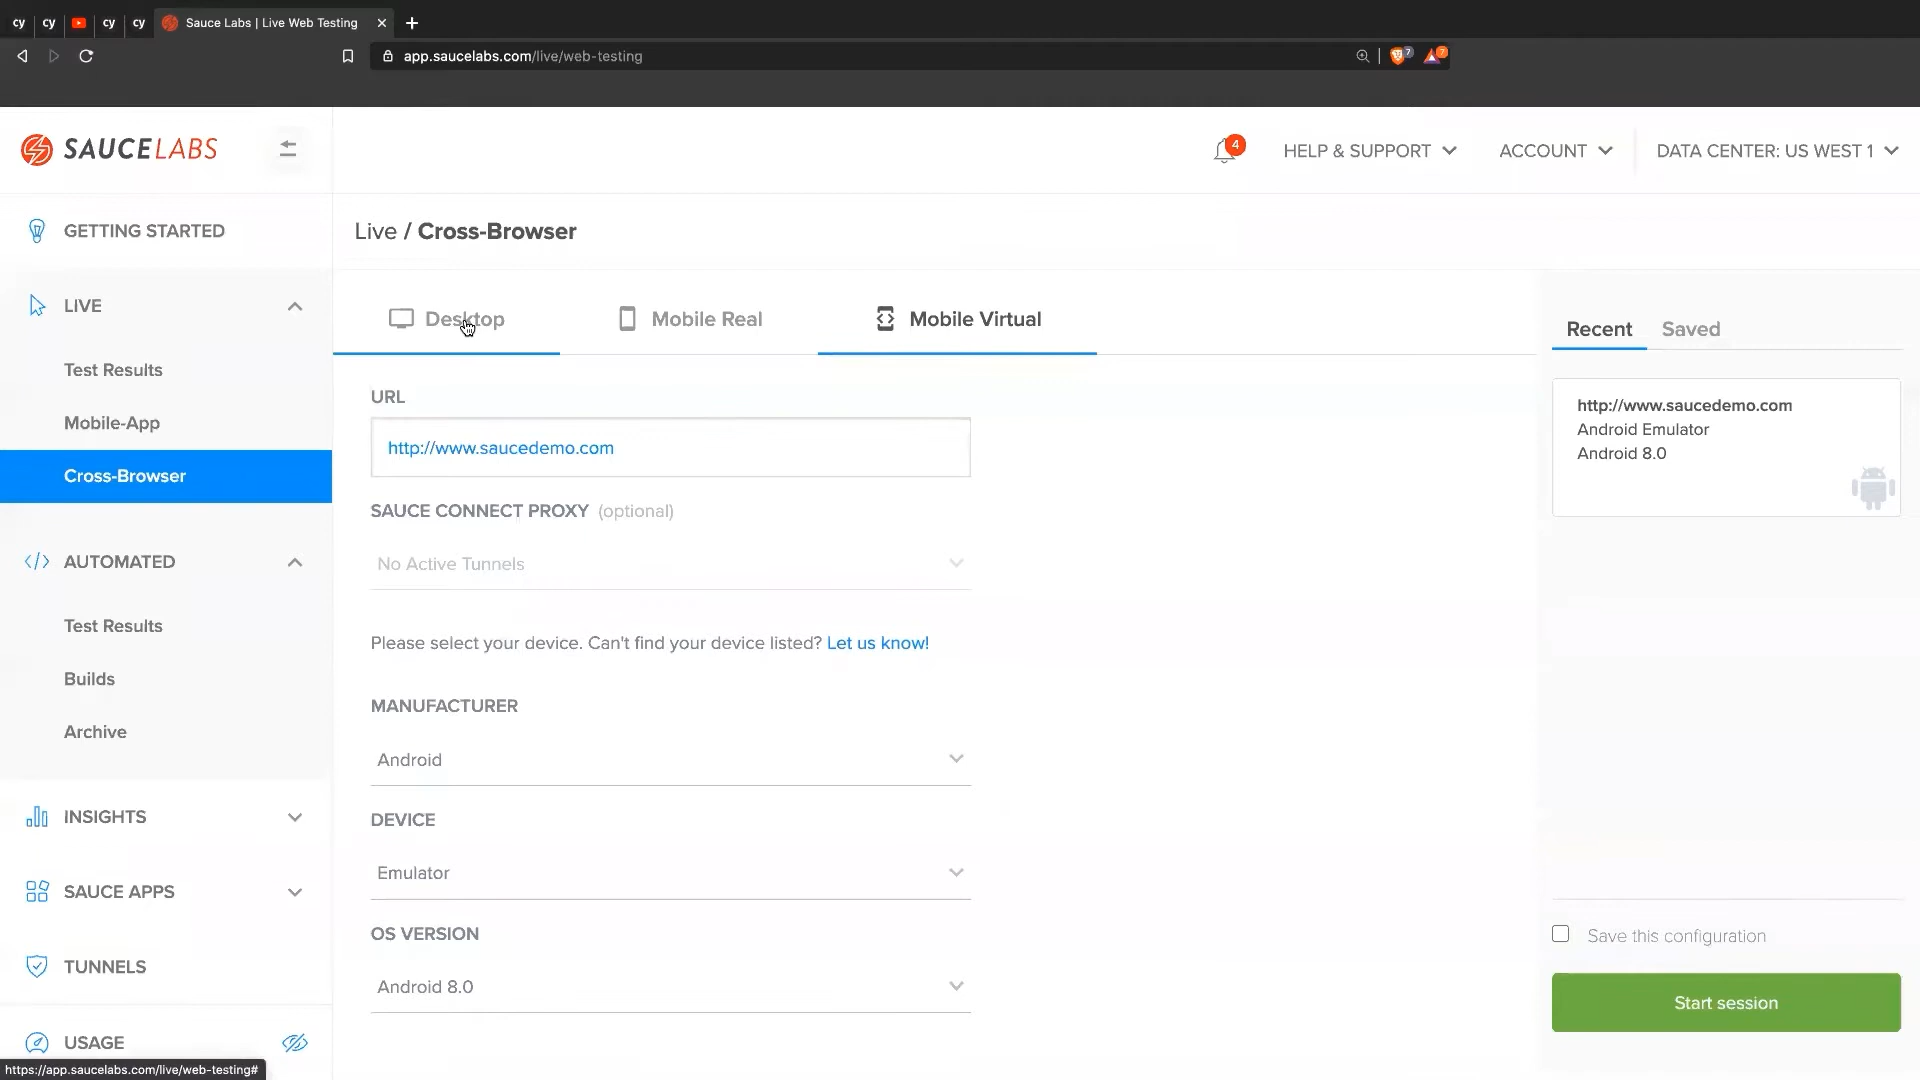 cy cy cy cy Sauce Labs | Live Web Testing
app.saucelabs.com/live/web-testing 7 7
SAUCELABS
4 HELP & SUPPORT ACCOUNT DATA CENTER: US WEST 1
GETTING STARTED
LIVE
Test Results
Mobile-App
Cross-Browser
AUTOMATED
Test Results
Builds
Archive
INSIGHTS
SAUCE APPS
TUNNELS
USAGE
https://app.saucelabs.com/live/web-testing#
Live / Cross-Browser
Desktop Mobile Real Mobile Virtual
URL
http://www.saucedemo.com
SAUCE CONNECT PROXY (optional)
No Active Tunnels
Please select your device. Can't find your device listed? Let us know!
MANUFACTURER
Android
DEVICE
Emulator
OS VERSION
Android 8.0
Recent Saved
http://www.saucedemo.com
Android Emulator
Android 8.0
Save this configuration
Start session